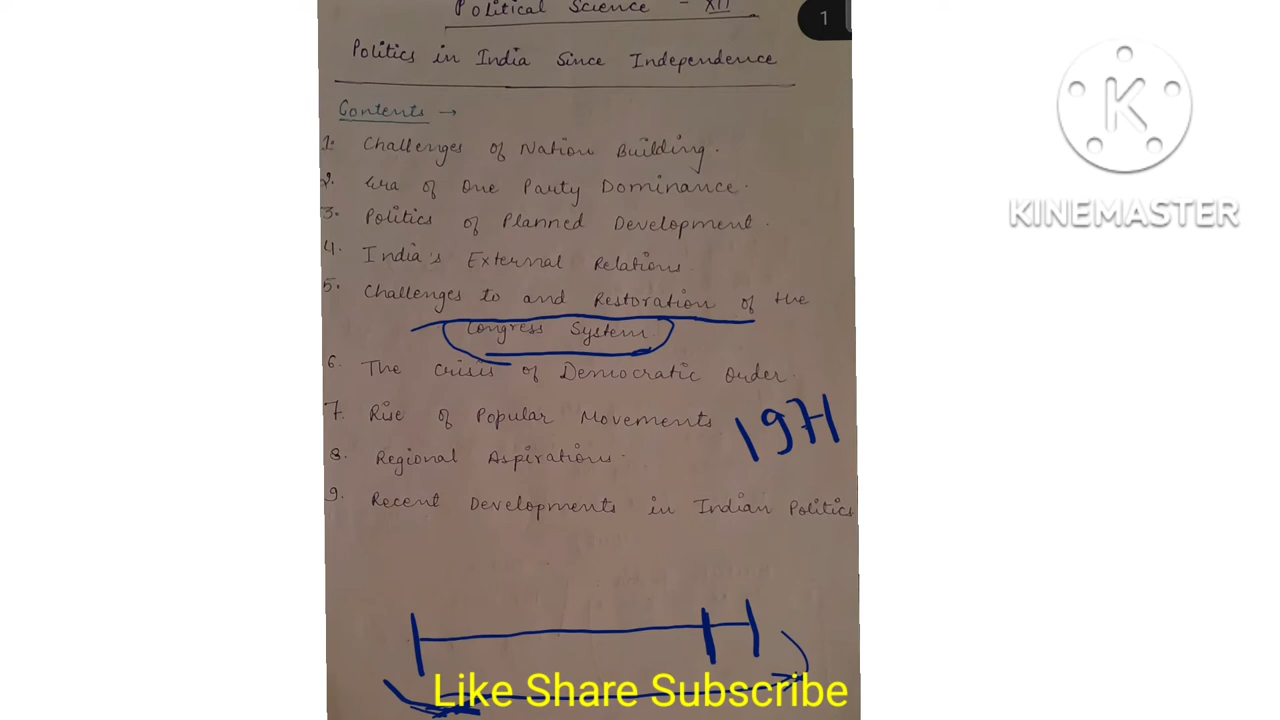 Political Science - XII
1
Politics in India Since Independence
Contents →
1. Challenges of Nation Building.
2. Era of One Party Dominance.
3. Politics of Planned Development.
4. India's External Relations.
5. Challenges to and Restoration of the
Congress System.
6. The Crisis of Democratic Order.
7. Rise of Popular Movements
1971
8. Regional Aspirations.
9. Recent Developments in Indian Politics
K
KINEMASTER
Like Share Subscribe